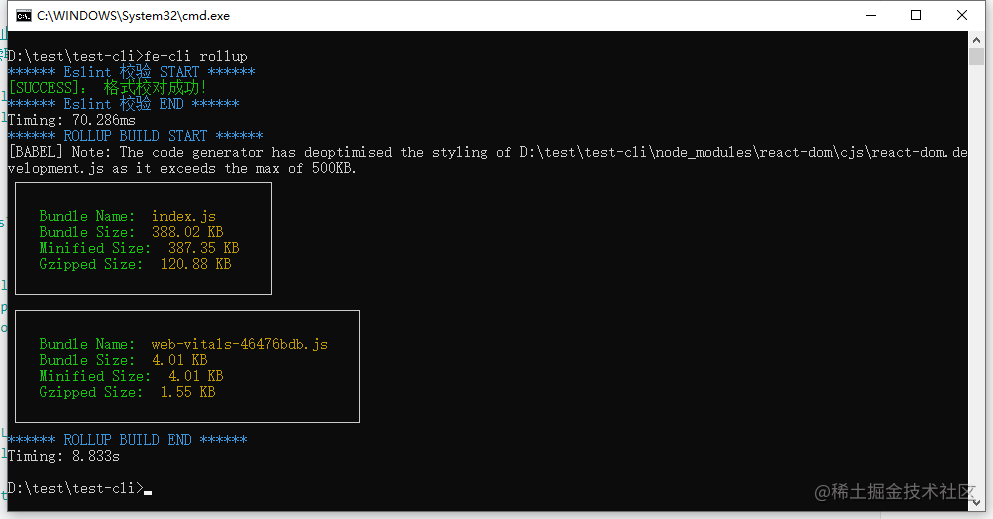 C:\WINDOWS\System32\cmd.exe
D:\test\test-cli>fe-cli rollup
****** Eslint 校验 START ******
[SUCCESS]: 格式校对成功!
****** Eslint 校验 END ******
Timing: 70.286ms
****** ROLLUP BUILD START ******
[BABEL] Note: The code generator has deoptimised the styling of D:\test\test-cli\node_modules\react-dom\cjs\react-dom.de
velopment.js as it exceeds the max of 500KB.
Bundle Name: index.js
Bundle Size: 388.02 KB
Minified Size: 387.35 KB
Gzipped Size: 120.88 KB
Bundle Name: web-vitals-46476bdb.js
Bundle Size: 4.01 KB
Minified Size: 4.01 KB
Gzipped Size: 1.55 KB
****** ROLLUP BUILD END ******
Timing: 8.833s
D:\test\test-cli>
@稀土掘金技术社区